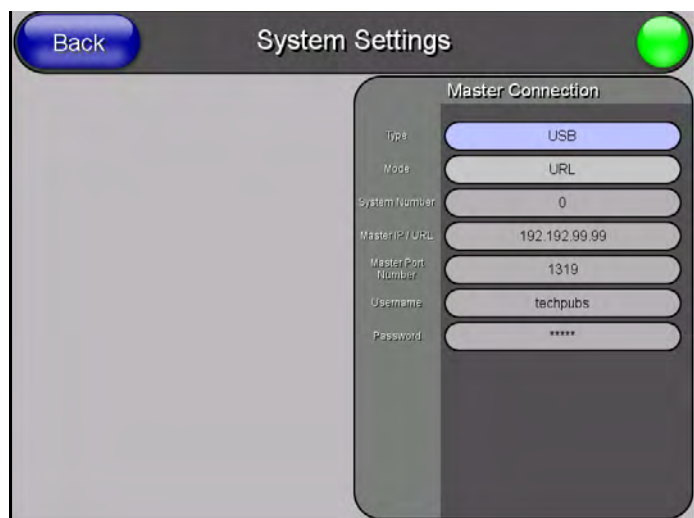 Back
System Settings
Master Connection
Type USB
Mode URL
System Number 0
Master IP / URL 192.192.99.99
Master Port
Number 1319
Username techpubs
Password *****